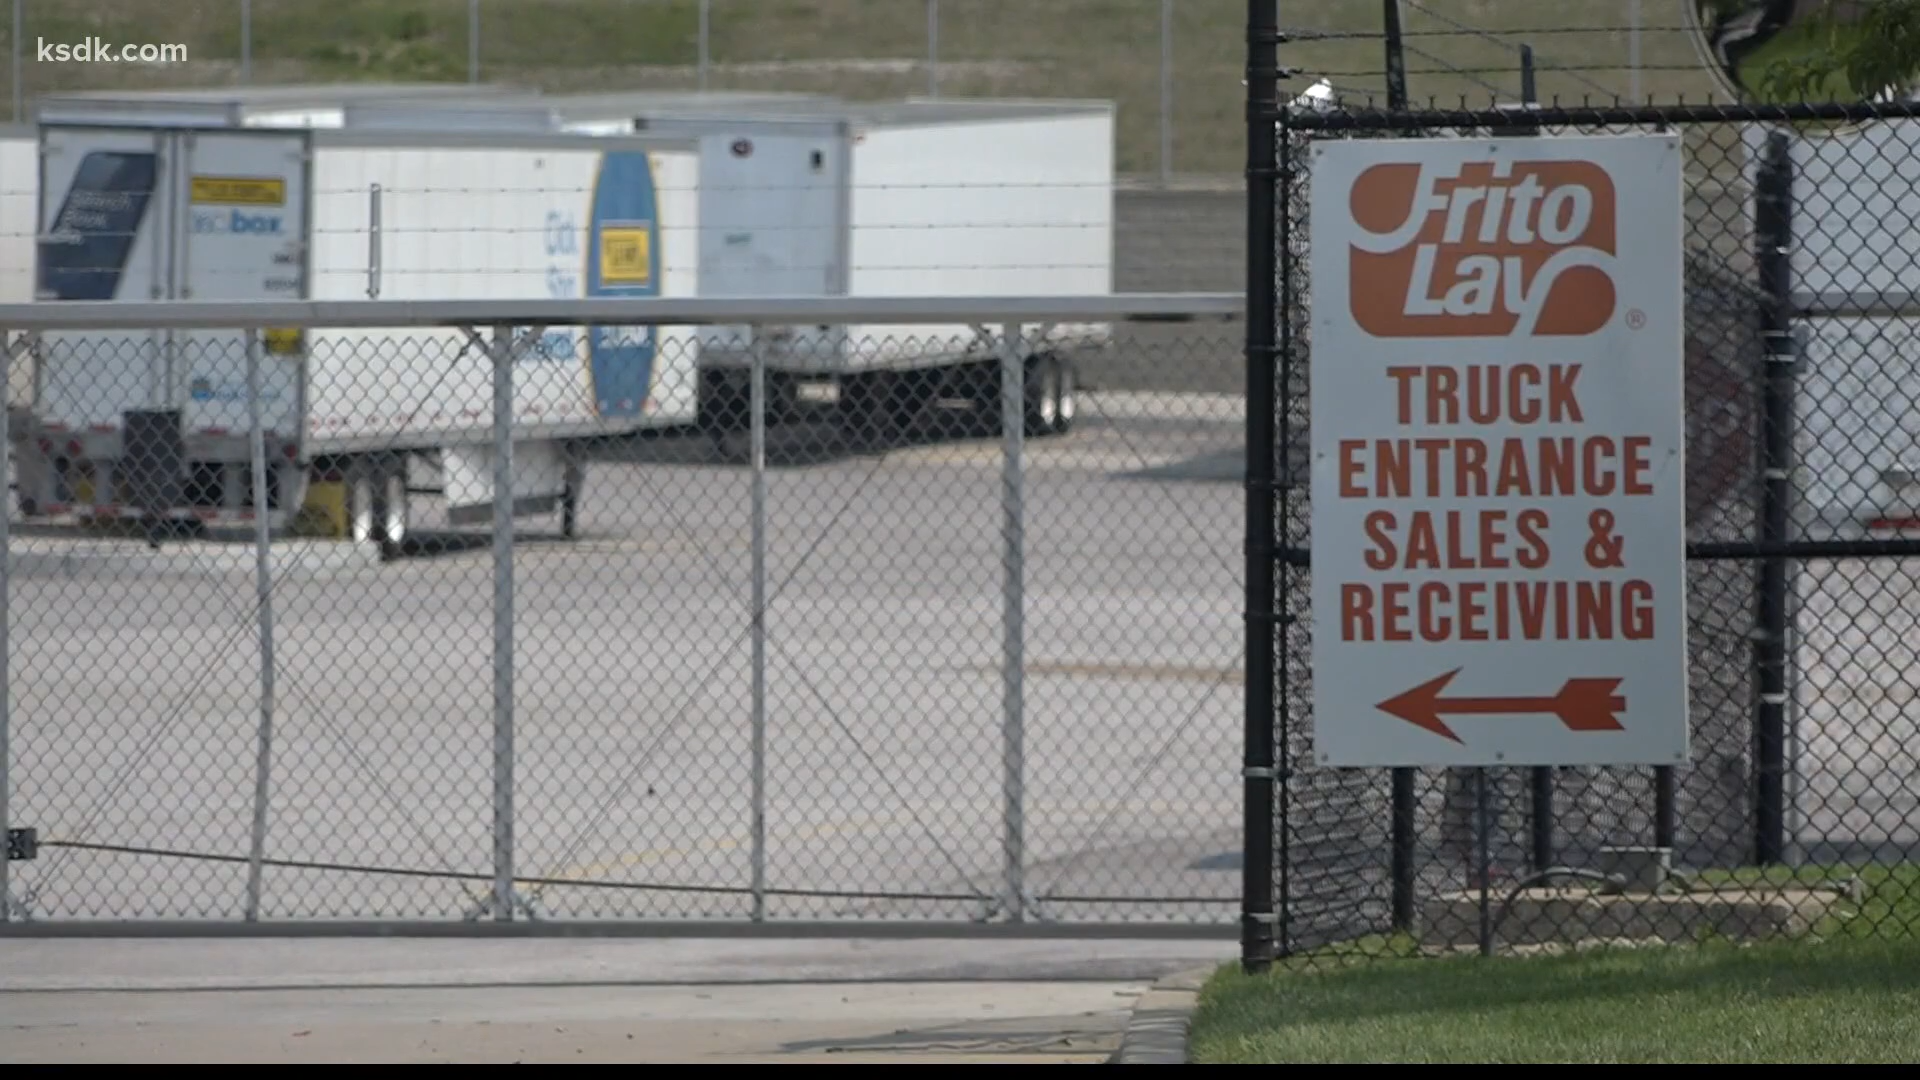 ksdk.com
Frito
Lay
®
TRUCK
ENTRANCE
SALES &
RECEIVING